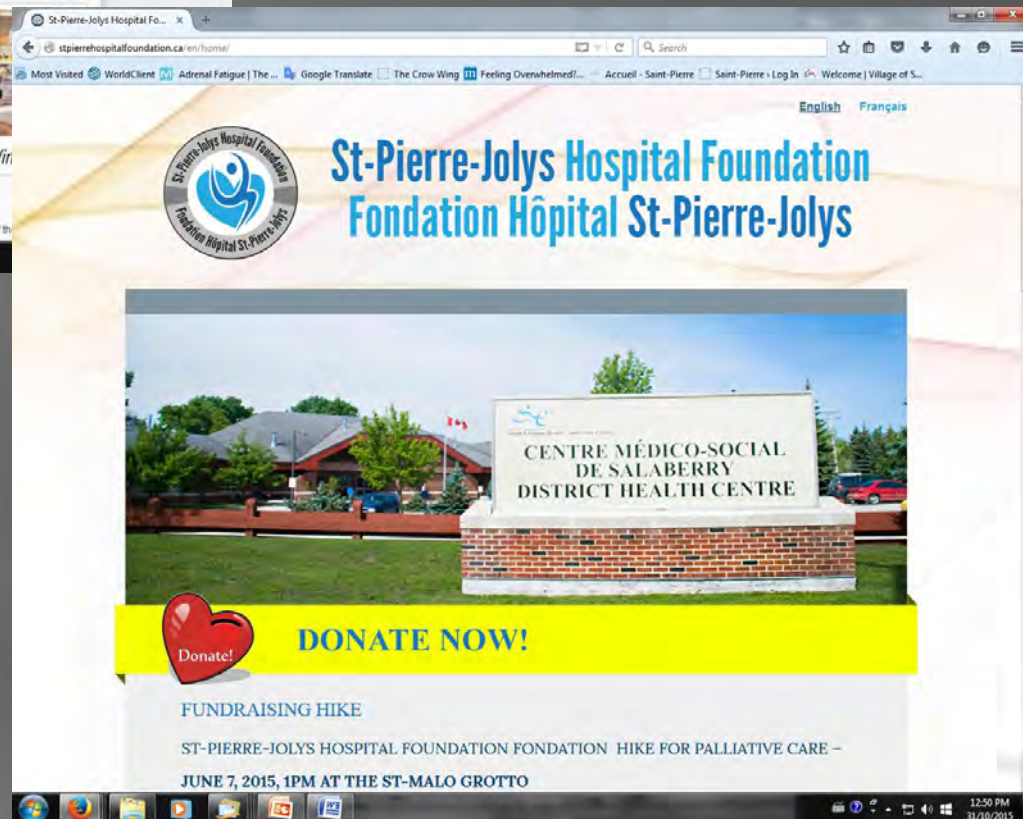 St-Pierre-Jolys Hospital Fo...
stpierrehospitalfoundation.ca/en/home/
Search
Most Visited
WorldClient
Adrenal Fatigue | The ...
Google Translate
The Crow Wing
Feeling Overwhelmed?...
Accueil - Saint-Pierre
Saint-Pierre › Log In
Welcome | Village of S...
English Français
St-Pierre-Jolys Hospital Foundation
Fondation Hôpital St-Pierre-Jolys
St-Pierre-Jolys Hospital Foundation
Fondation Hôpital St-Pierre-Jolys
CENTRE MÉDICO-SOCIAL
DE SALABERRY
DISTRICT HEALTH CENTRE
Donate!
DONATE NOW!
FUNDRAISING HIKE
ST-PIERRE-JOLYS HOSPITAL FOUNDATION FONDATION HIKE FOR PALLIATIVE CARE –
JUNE 7, 2015, 1PM AT THE ST-MALO GROTTO
12:50 PM
31/10/2015